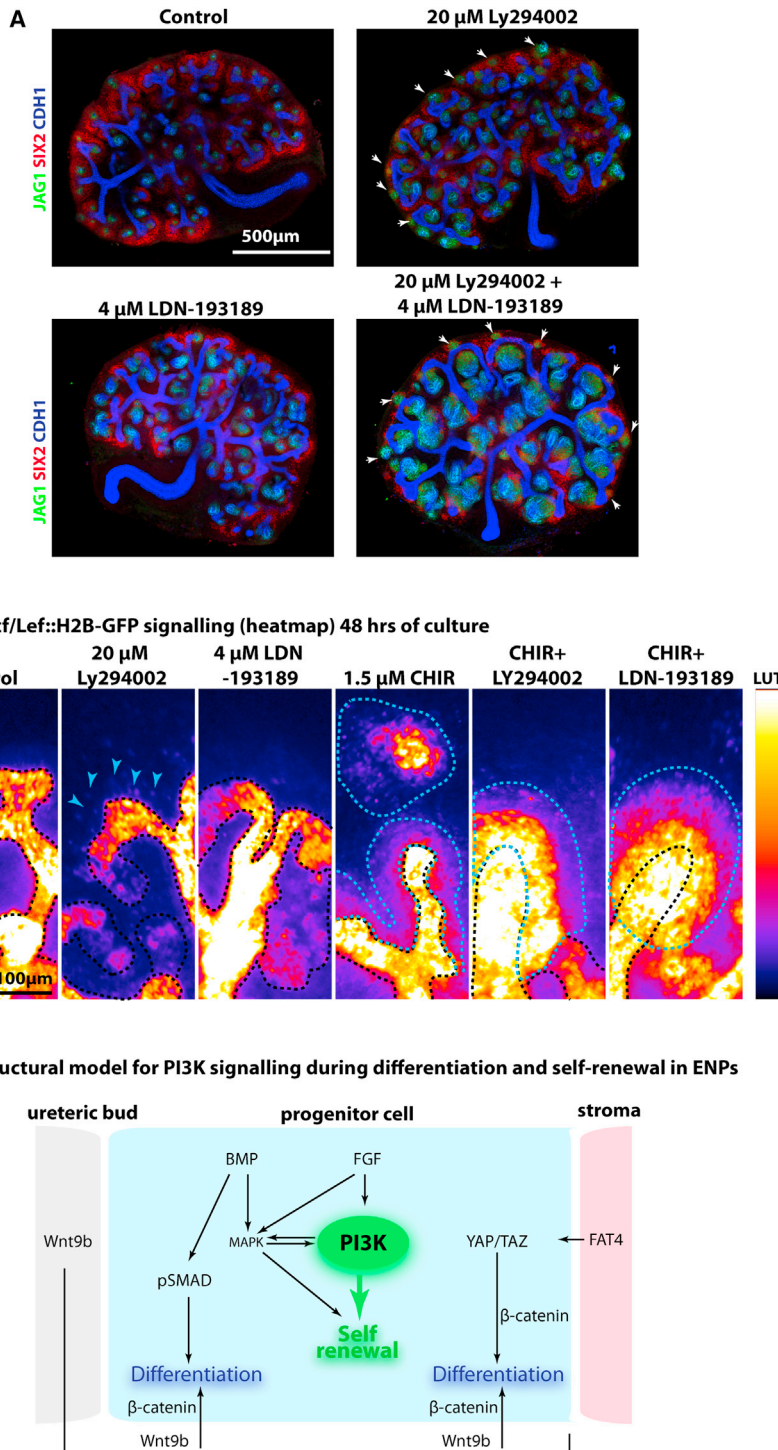 A
Control
20 µM Ly294002
JAG1 SIX2 CDH1
500µm
4 µM LDN-193189
20 µM Ly294002 +
4 µM LDN-193189
JAG1 SIX2 CDH1
cf/Lef::H2B-GFP signalling (heatmap) 48 hrs of culture
ol
20 µM
Ly294002
4 µM LDN
-193189
1.5 µM CHIR
CHIR+
LY294002
CHIR+
LDN-193189
LUT
100µm
uctural model for PI3K signalling during differentiation and self-renewal in ENPs
ureteric bud
progenitor cell
stroma
BMP
FGF
Wnt9b
MAPK
PI3K
YAP/TAZ
FAT4
pSMAD
β-catenin
Self
renewal
Differentiation
Differentiation
β-catenin
β-catenin
Wnt9b
Wnt9b